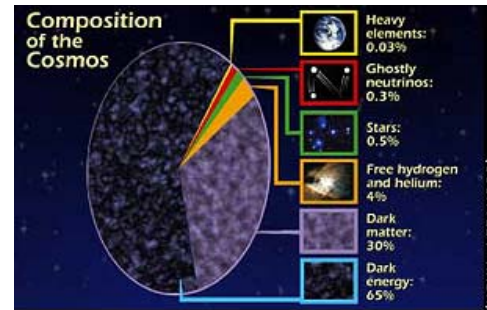 Composition
of the
Cosmos
Heavy
elements:
0.03%
Ghostly
neutrinos:
0.3%
Stars:
0.5%
Free hydrogen
and helium:
4%
Dark
matter:
30%
Dark
energy:
65%